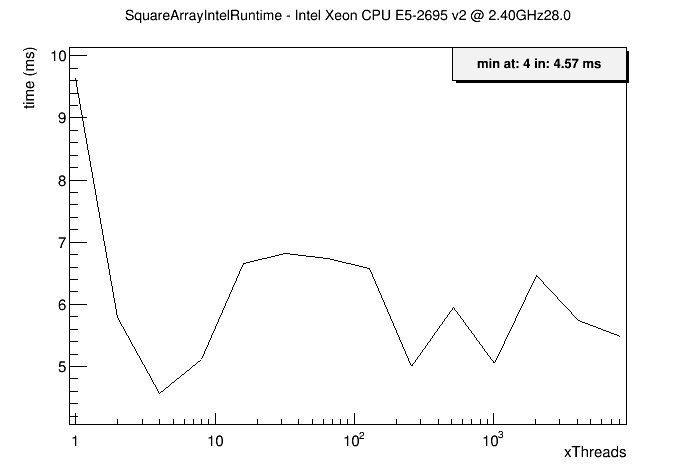 SquareArrayIntelRuntime - Intel Xeon CPU E5-2695 v2 @ 2.40GHz28.0
min at: 4 in: 4.57 ms
time (ms)
10
9
8
7
6
5
1 10 10² 10³
xThreads